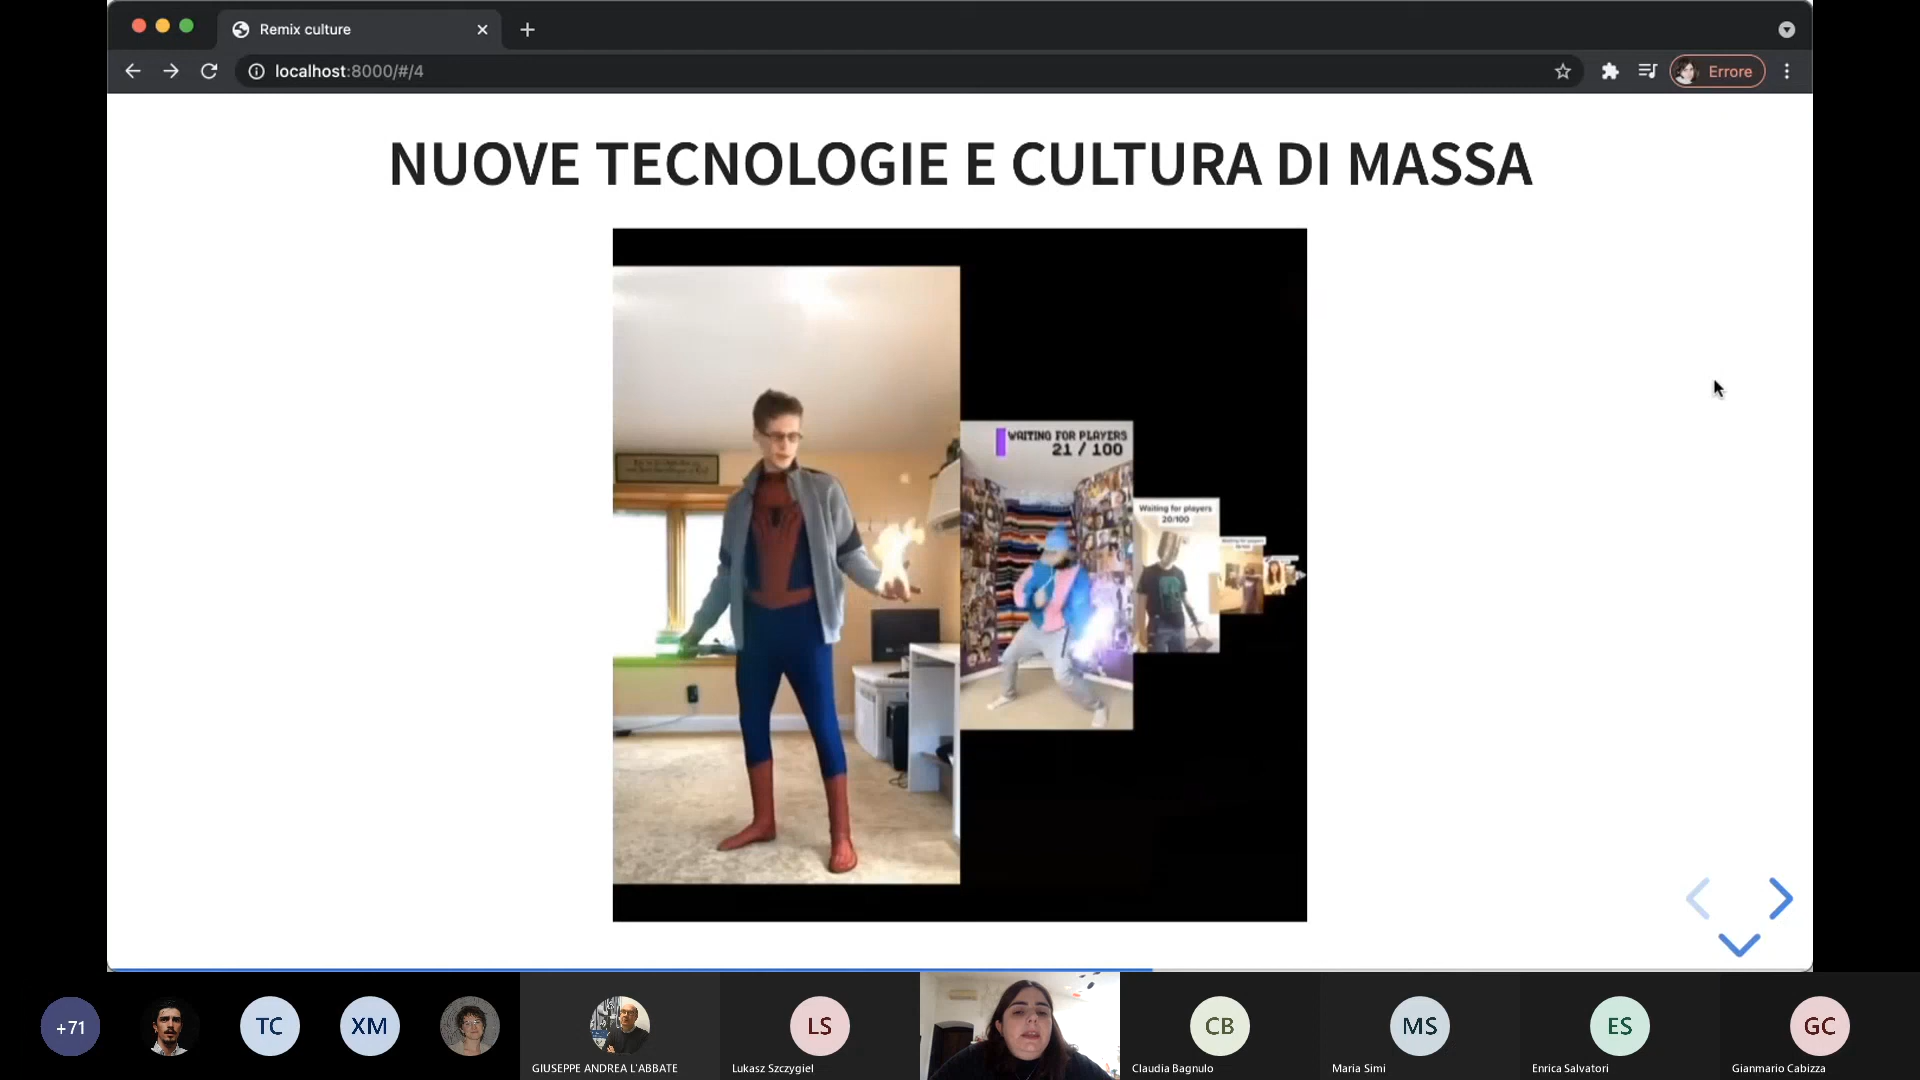 Remix culture
localhost:8000/#/4
Errore
NUOVE TECNOLOGIE E CULTURA DI MASSA
WAITING FOR PLAYERS
21 / 100
Waiting for players
20/100
+71
TC
XM
LS
CB
MS
ES
GC
GIUSEPPE ANDREA L'ABBATE
Lukasz Szczygiel
Claudia Bagnulo
Maria Simi
Enrica Salvatori
Gianmario Cabizza